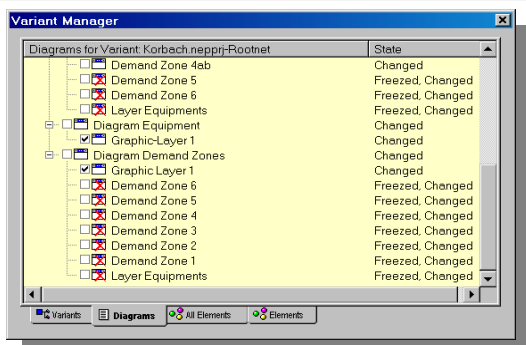 Variant Manager
Diagrams for Variant: Korbach.nepprj-Rootnet State
Demand Zone 4ab Changed
Demand Zone 5 Freezed, Changed
Demand Zone 6 Freezed, Changed
Layer Equipments Freezed, Changed
Diagram Equipment Changed
Graphic-Layer 1 Changed
Diagram Demand Zones Changed
Graphic Layer 1 Changed
Demand Zone 6 Freezed, Changed
Demand Zone 5 Freezed, Changed
Demand Zone 4 Freezed, Changed
Demand Zone 3 Freezed, Changed
Demand Zone 2 Freezed, Changed
Demand Zone 1 Freezed, Changed
Layer Equipments Freezed, Changed
Variants Diagrams All Elements Elements